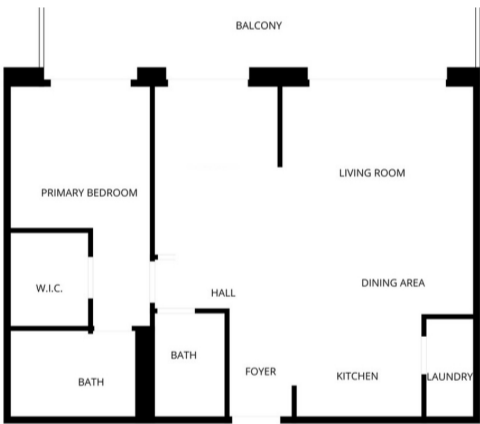 BALCONY
LIVING ROOM
PRIMARY BEDROOM
DINING AREA
W.I.C.
HALL
BATH
FOYER
KITCHEN
LAUNDRY
BATH